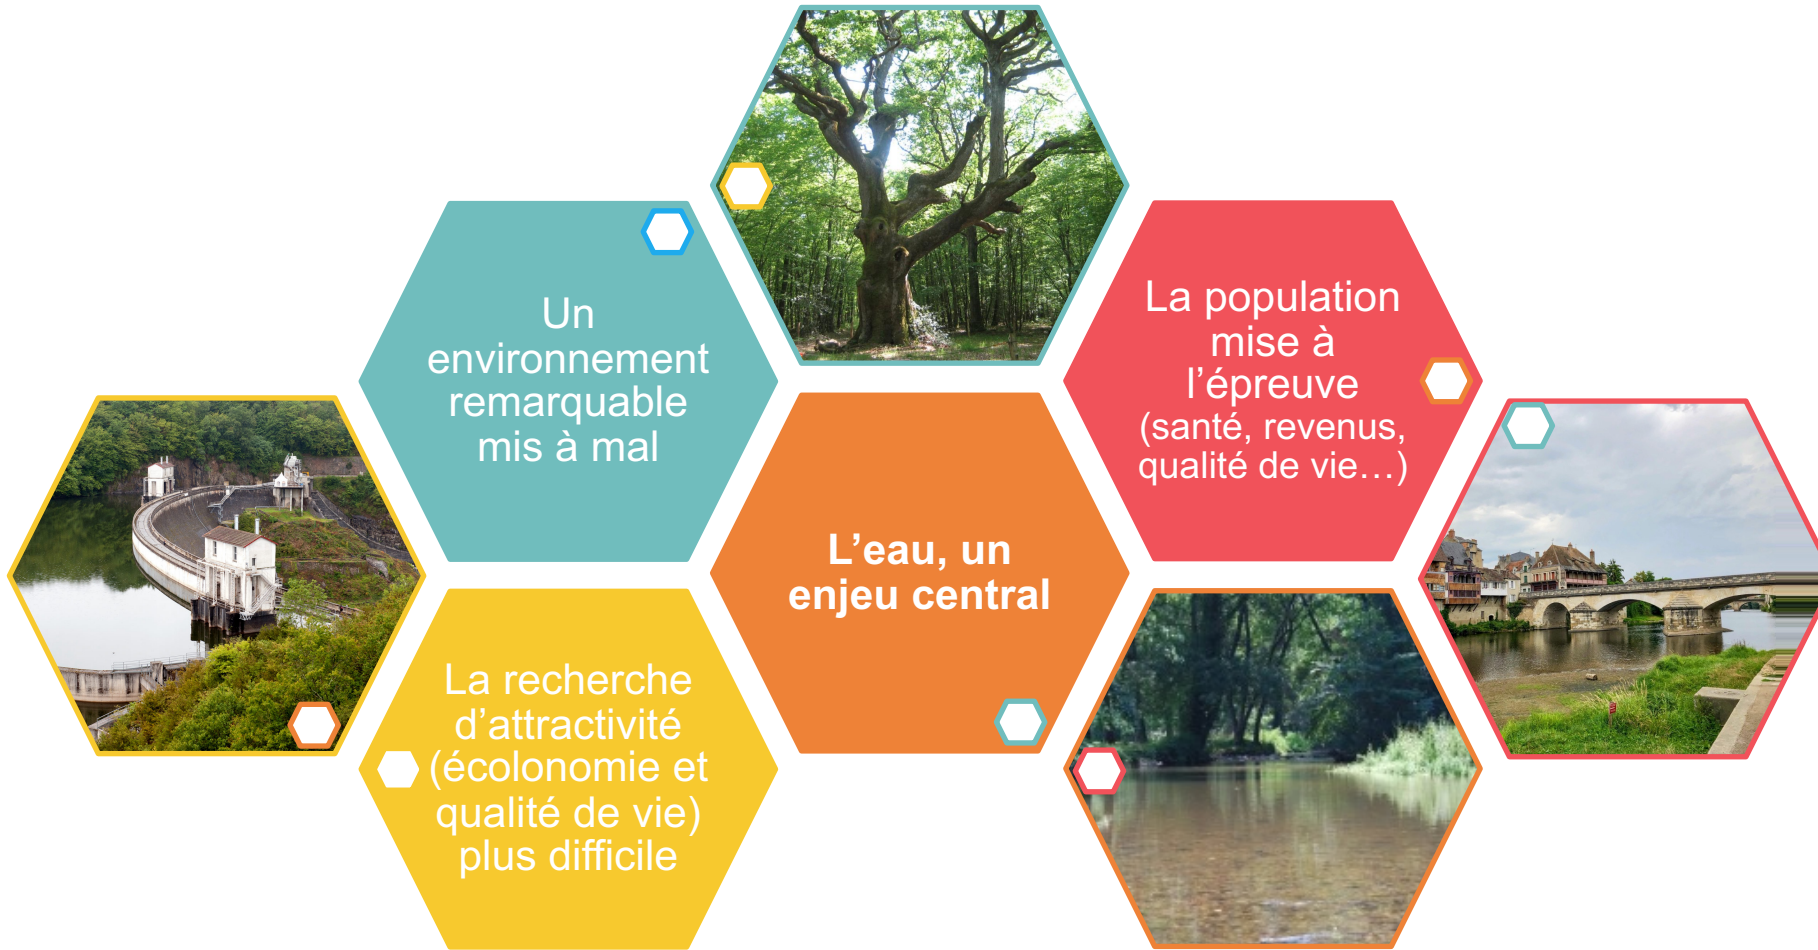 Un
environnement
remarquable
mis à mal
La population
mise à
l’épreuve
(santé, revenus,
qualité de vie…)
L’eau, un
enjeu central
La recherche
d’attractivité
(écolonomie et
qualité de vie)
plus difficile